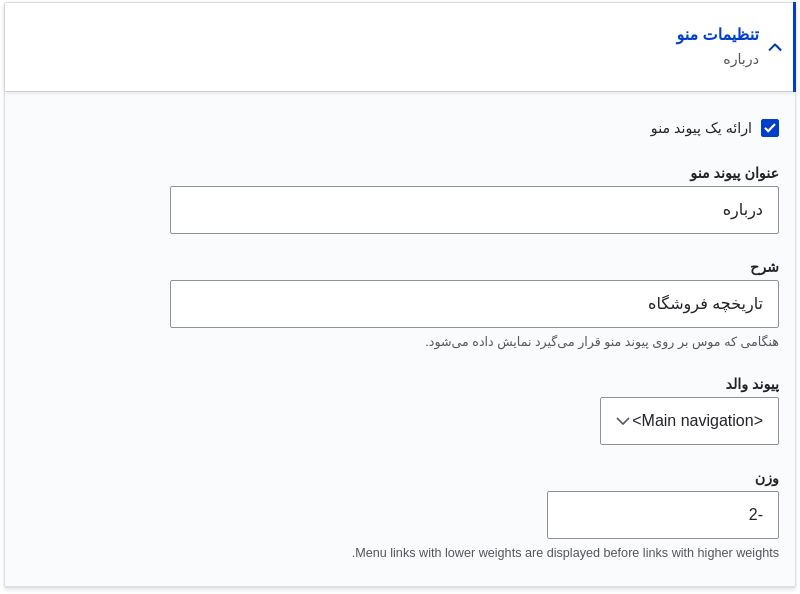 تنظیمات منو
درباره
ارائه یک پیوند منو
عنوان پیوند منو
درباره
شرح
تاریخچه فروشگاه
هنگامی که موس بر روی پیوند منو قرار می‌گیرد نمایش داده می‌شود.
پیوند والد
<Main navigation>
وزن
-2
Menu links with lower weights are displayed before links with higher weights.